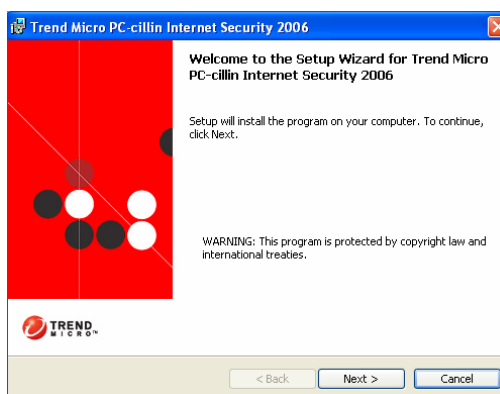 Trend Micro PC-cillin Internet Security 2006
Welcome to the Setup Wizard for Trend Micro
PC-cillin Internet Security 2006
Setup will install the program on your computer. To continue,
click Next.
WARNING: This program is protected by copyright law and
international treaties.
TREND
MICRO™
< Back
Next >
Cancel